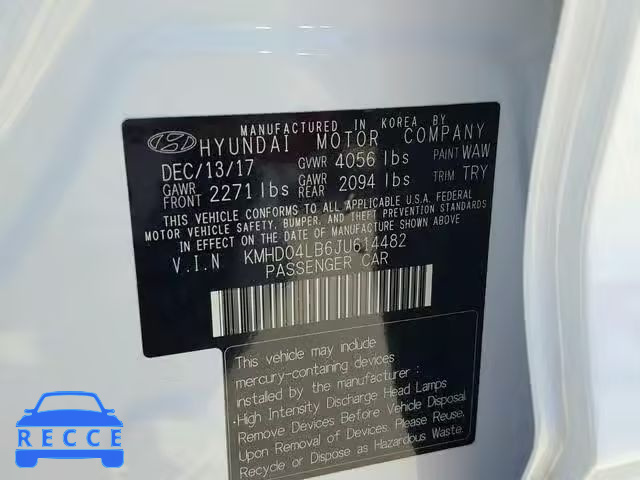 MANUFACTURED IN KOREA BY
HYUNDAI MOTOR COMPANY
DEC/13/17 GVWR 4056 lbs PAINT WAW
GAWR FRONT 2271 lbs GAWR REAR 2094 lbs TRIM TRY
THIS VEHICLE CONFORMS TO ALL APPLICABLE U.S.A. FEDERAL
MOTOR VEHICLE SAFETY, BUMPER, AND THEFT PREVENTION STANDARDS
IN EFFECT ON THE DATE OF MANUFACTURE SHOWN ABOVE.
V.I.N KMHD04LB6JU614482
PASSENGER CAR
This vehicle may include
mercury-containing devices
installed by the manufacturer :
· High Intensity Discharge Head Lamps
Remove Devices Before Vehicle Disposal.
Upon Removal of Devices. Please Reuse,
Recycle or Dispose as Hazardous Waste.
RECCE